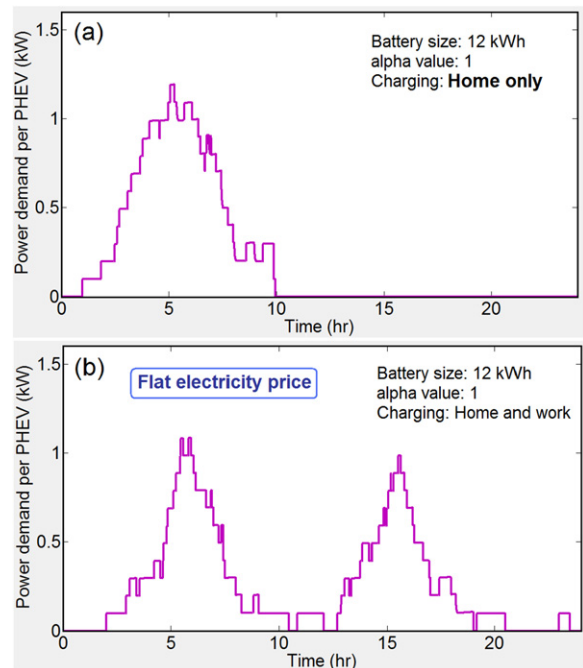 (a)
Battery size: 12 kWh
alpha value: 1
Charging: Home only
Power demand per PHEV (kW)
1.5
1
0.5
0
0 5 10 15 20
Time (hr)
(b)
Flat electricity price
Battery size: 12 kWh
alpha value: 1
Charging: Home and work
Power demand per PHEV (kW)
1.5
1
0.5
0
0 5 10 15 20
Time (hr)